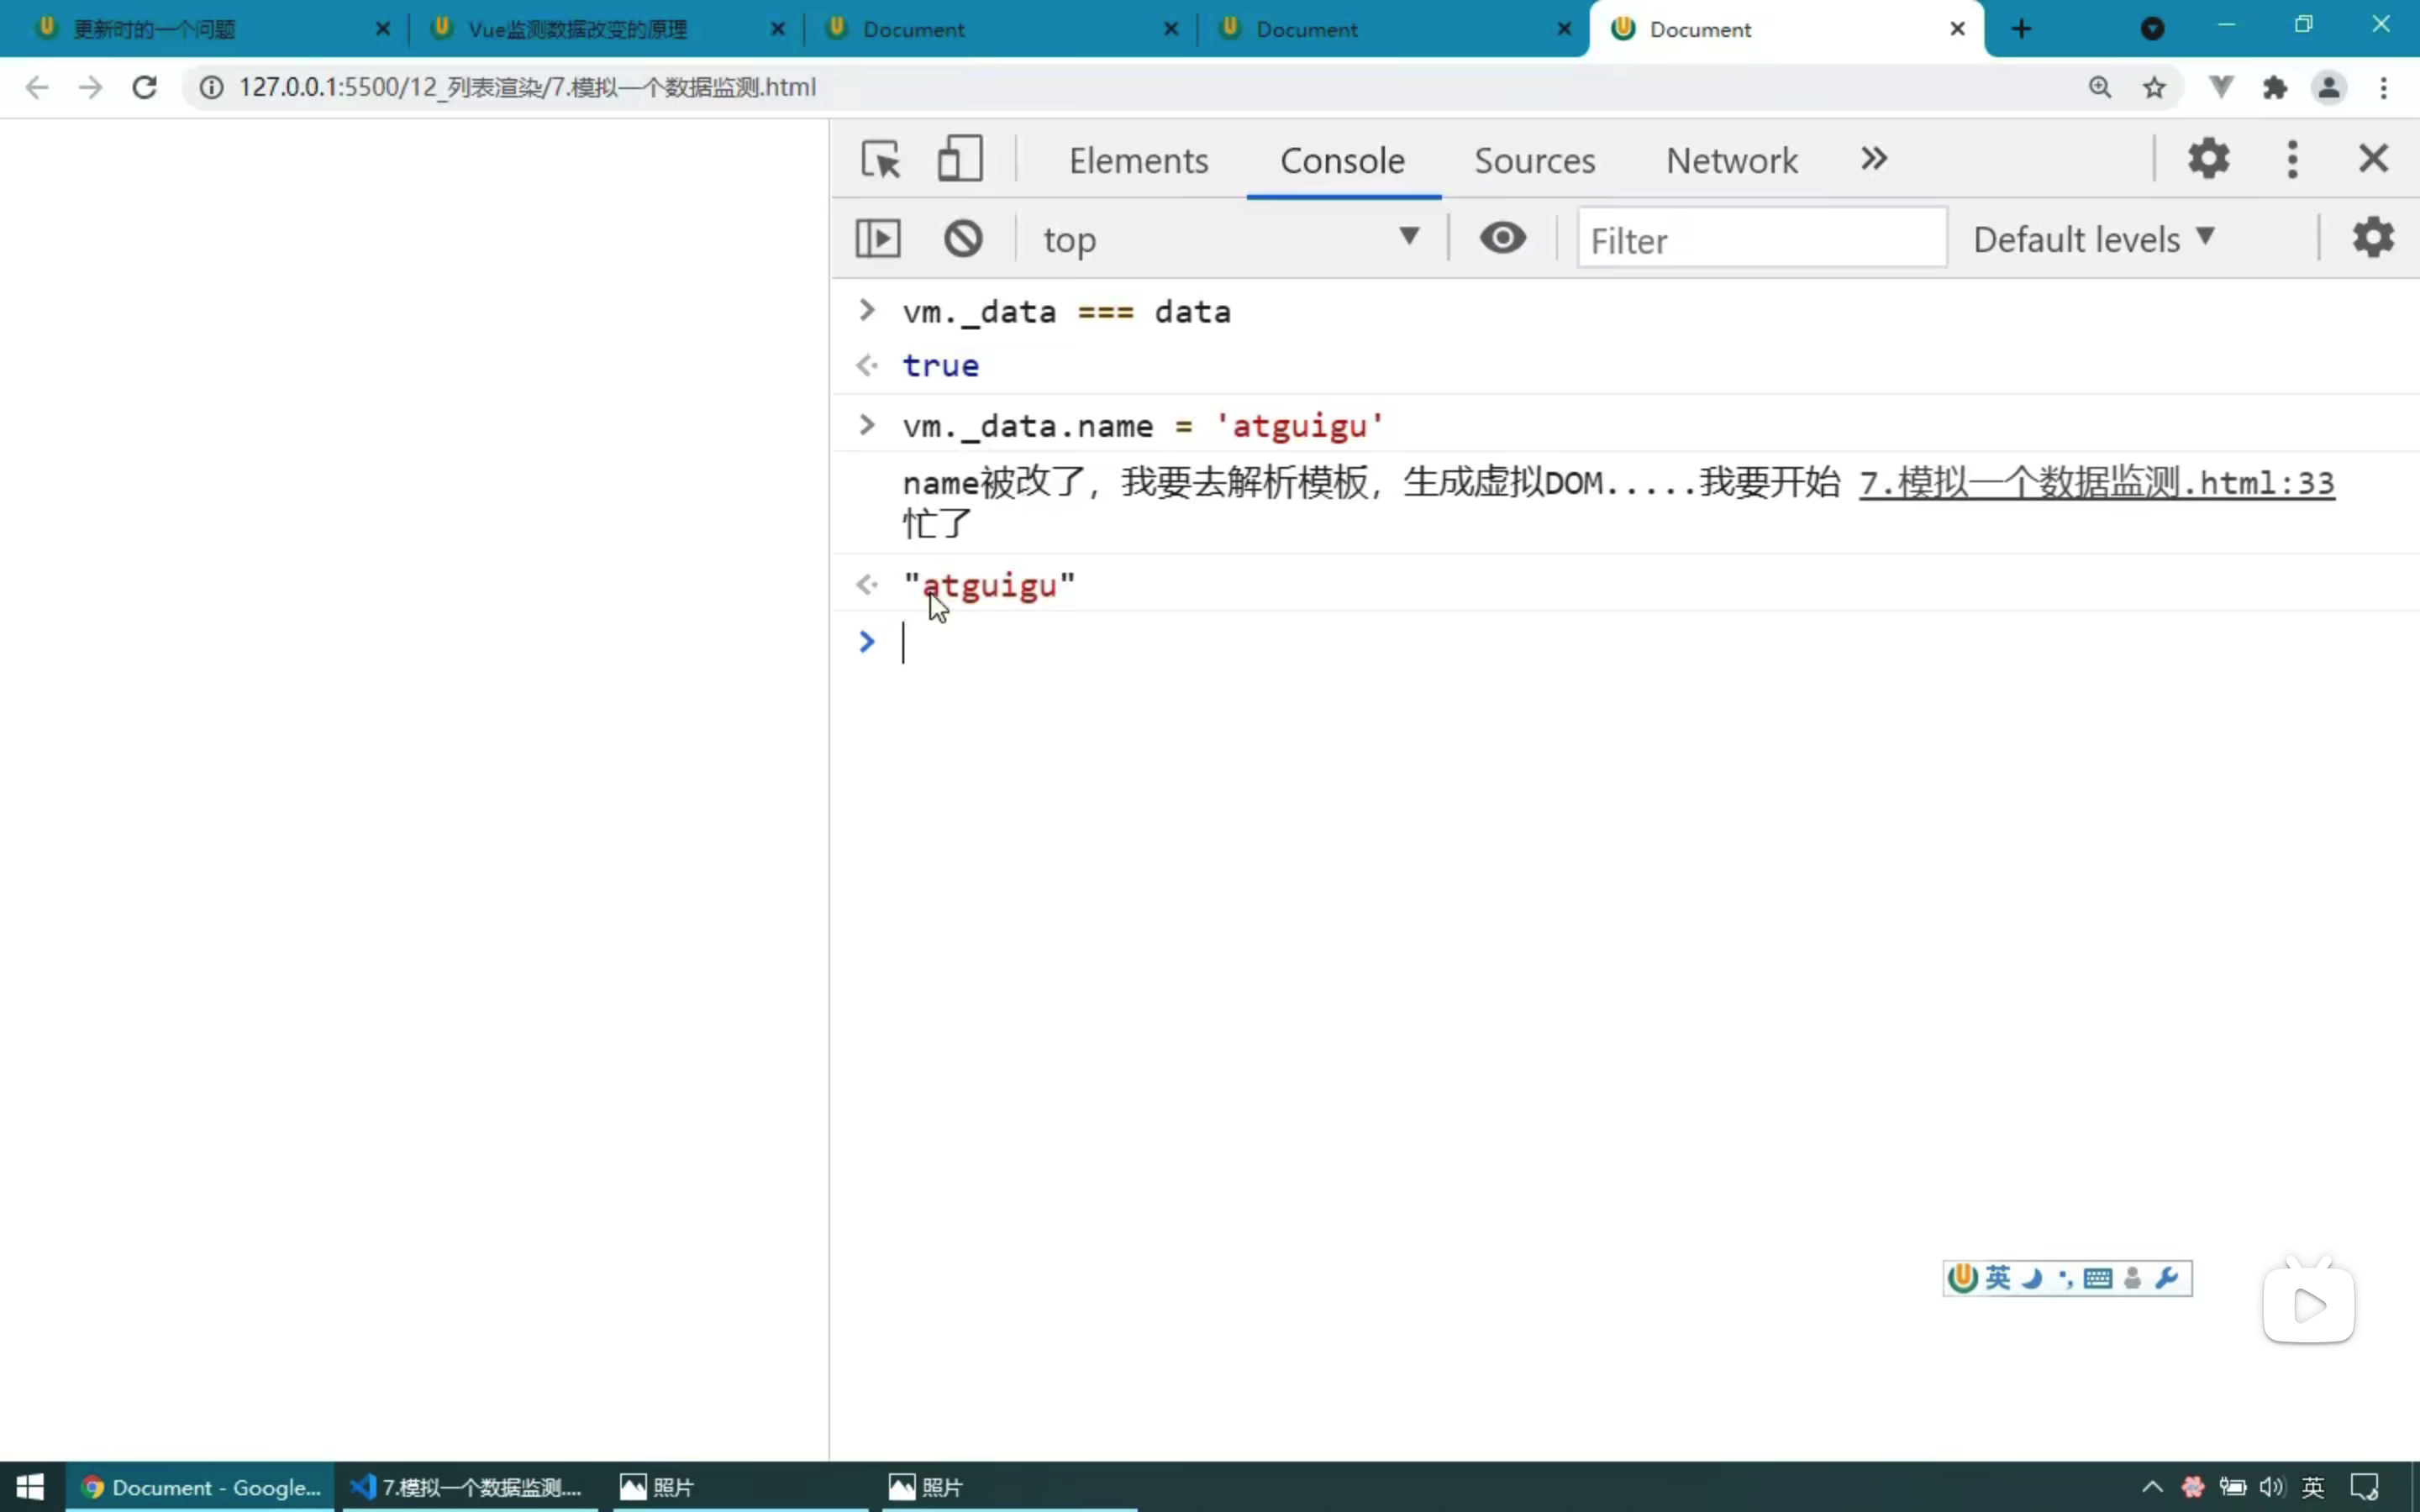 更新时的一个问题
Vue监测数据改变的原理
Document
Document
Document
127.0.0.1:5500/12_列表渲染/7.模拟一个数据监测.html
Elements
Console
Sources
Network
top
Filter
Default levels
vm._data === data
true
vm._data.name = 'atguigu'
name被改了，我要去解析模板，生成虚拟DOM.....我要开始 7.模拟一个数据监测.html:33
忙了
"atguigu"
英
Document - Google...
7.模拟一个数据监测....
照片
照片
英